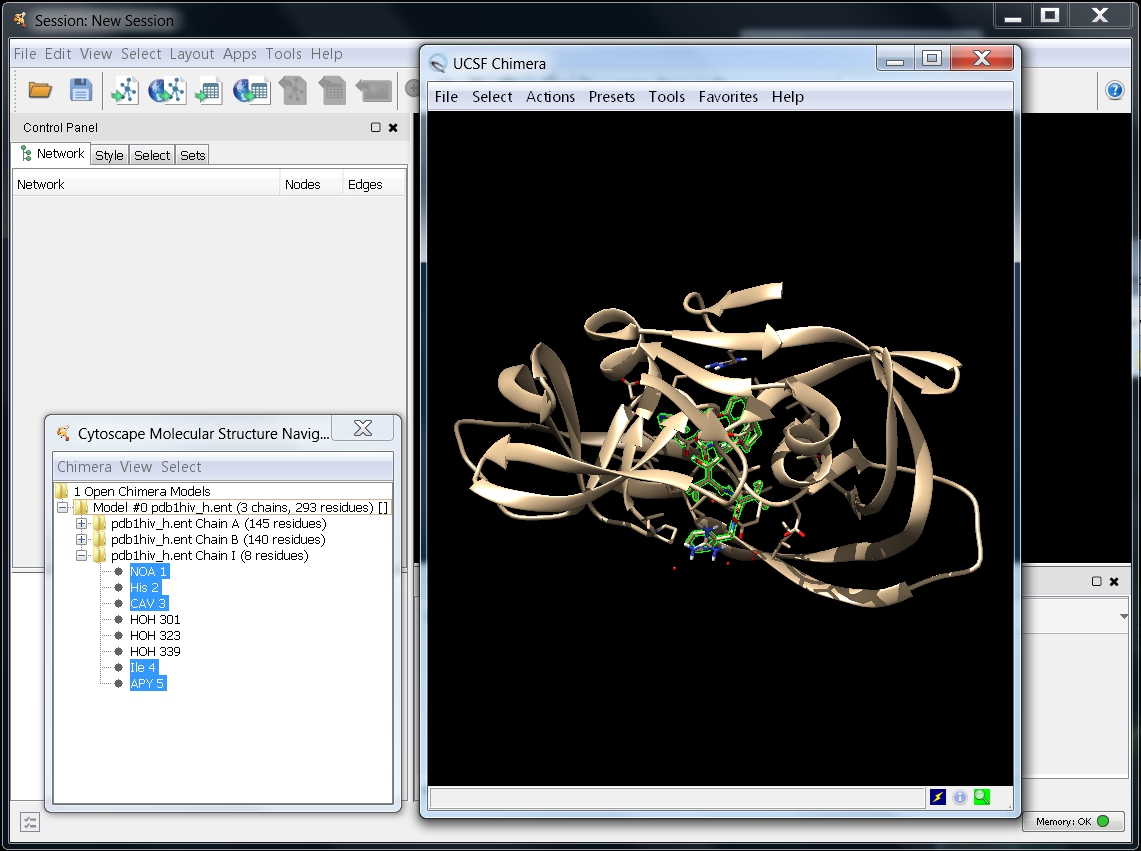 Session: New Session
File Edit View Select Layout Apps Tools Help
Control Panel
Network Style Select Sets
Network Nodes Edges
UCSF Chimera
File Select Actions Presets Tools Favorites Help
Cytoscape Molecular Structure Navig...
Chimera View Select
1 Open Chimera Models
Model #0 pdb1hiv_h.ent (3 chains, 293 residues) []
pdb1hiv_h.ent Chain A (145 residues)
pdb1hiv_h.ent Chain B (140 residues)
pdb1hiv_h.ent Chain I (8 residues)
NOA 1
His 2
CAV 3
HOH 301
HOH 323
HOH 339
Ile 4
APY 5
Memory: OK